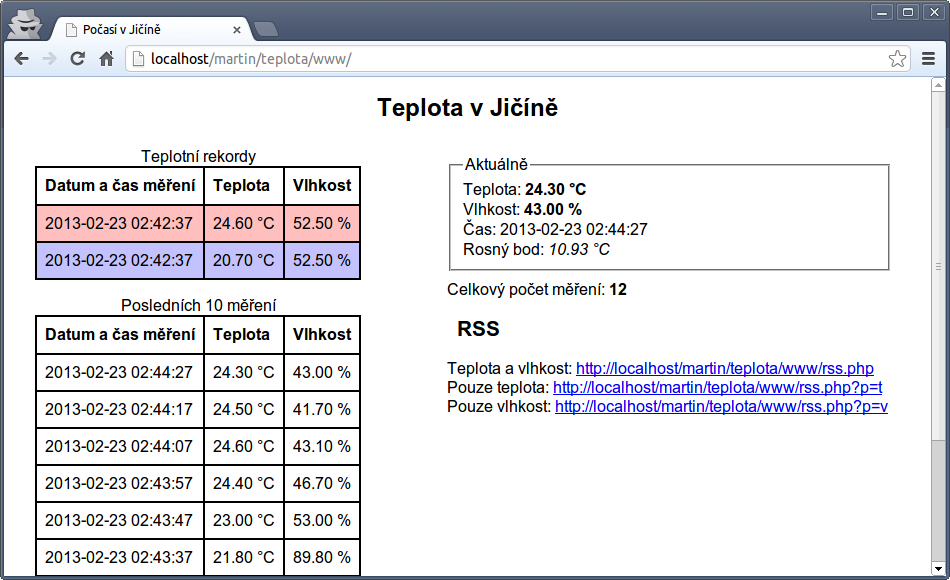 Počasí v Jičíně
localhost/martin/teplota/www/
Teplota v Jičíně
Teplotní rekordy
Datum a čas měření Teplota Vlhkost
2013-02-23 02:42:37 24.60 °C 52.50 %
2013-02-23 02:42:37 20.70 °C 52.50 %
Posledních 10 měření
Datum a čas měření Teplota Vlhkost
2013-02-23 02:44:27 24.30 °C 43.00 %
2013-02-23 02:44:17 24.50 °C 41.70 %
2013-02-23 02:44:07 24.60 °C 43.10 %
2013-02-23 02:43:57 24.40 °C 46.70 %
2013-02-23 02:43:47 23.00 °C 53.00 %
2013-02-23 02:43:37 21.80 °C 89.80 %
Aktuálně
Teplota: 24.30 °C
Vlhkost: 43.00 %
Čas: 2013-02-23 02:44:27
Rosný bod: 10.93 °C
Celkový počet měření: 12
RSS
Teplota a vlhkost: http://localhost/martin/teplota/www/rss.php
Pouze teplota: http://localhost/martin/teplota/www/rss.php?p=t
Pouze vlhkost: http://localhost/martin/teplota/www/rss.php?p=v